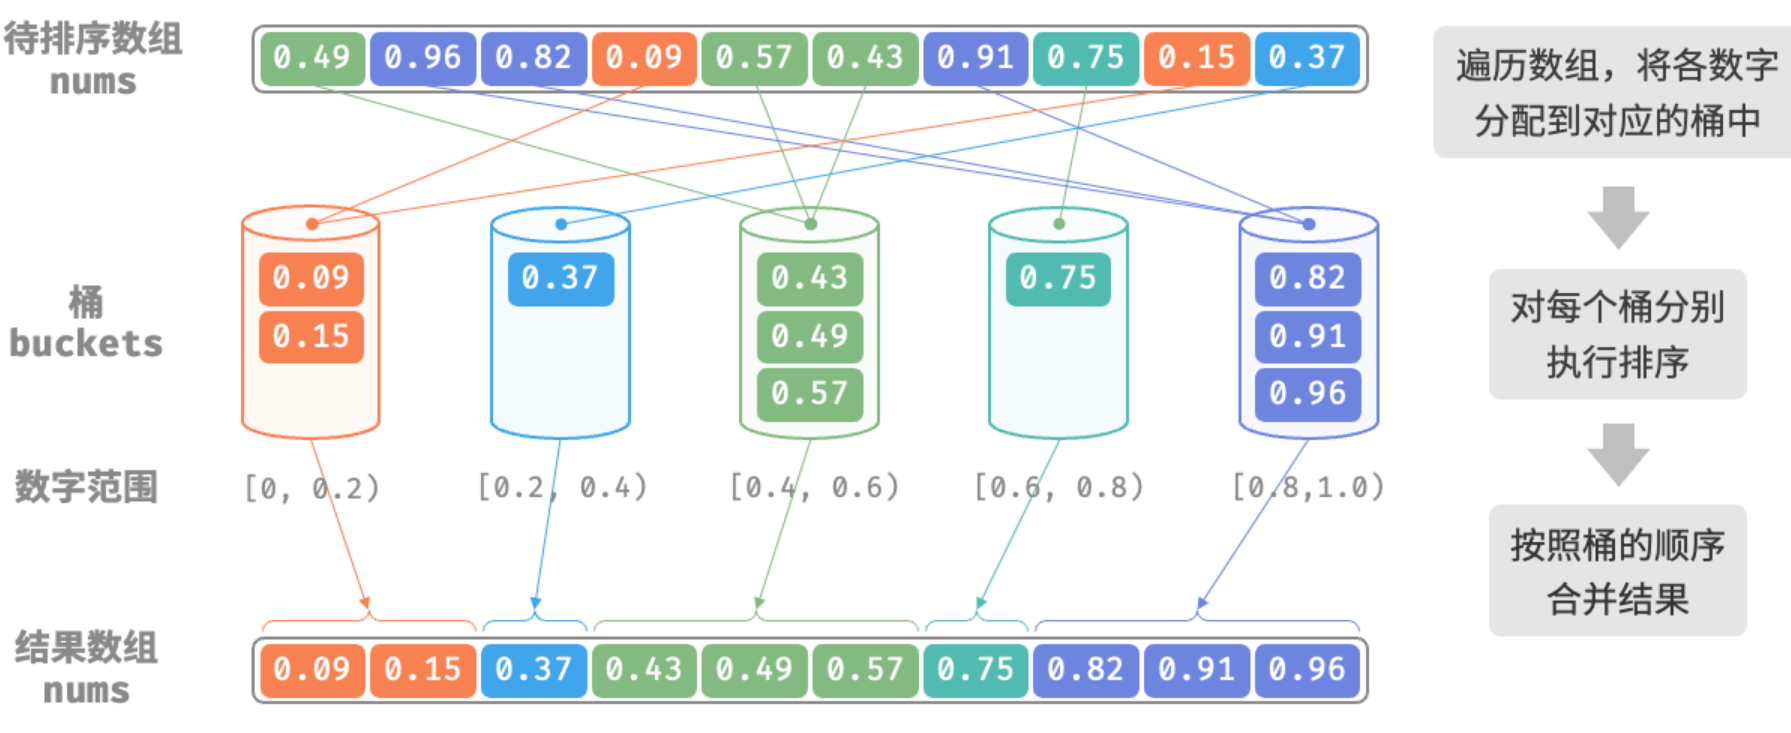 待排序数组
nums
0.49 0.96 0.82 0.09 0.57 0.43 0.91 0.75 0.15 0.37
遍历数组，将各数字
分配到对应的桶中
桶
buckets
0.09 0.37 0.43 0.75 0.82
0.15 0.49 0.91
0.57 0.96
对每个桶分别
执行排序
数字范围
[0, 0.2) [0.2, 0.4) [0.4, 0.6) [0.6, 0.8) [0.8,1.0)
按照桶的顺序
合并结果
结果数组
nums
0.09 0.15 0.37 0.43 0.49 0.57 0.75 0.82 0.91 0.96